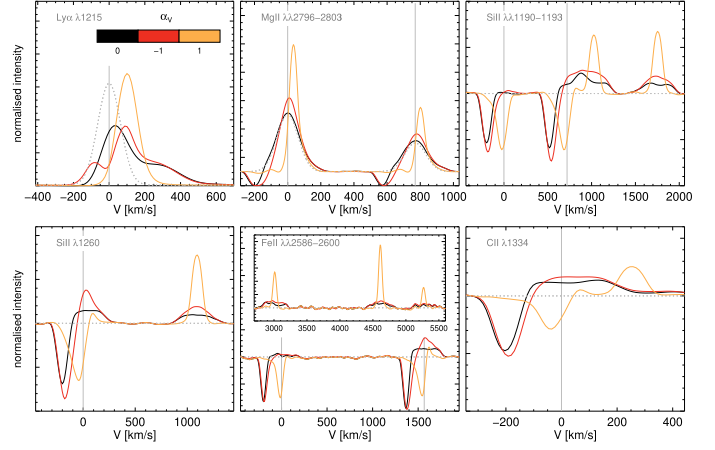 Lyα λ1215
αV
0 −1 1
MgII λλ2796−2803
SiII λλ1190−1193
normalised intensity
−400 −200 0 200 400 600
V [km/s]
−200 0 200 400 600 800 1000
V [km/s]
0 500 1000 1500 2000
V [km/s]
SiII λ1260
FeII λλ2586−2600
CII λ1334
3000 3500 4000 4500 5000 5500
normalised intensity
0 500 1000
V [km/s]
0 500 1000 1500
V [km/s]
−200 0 200 400
V [km/s]